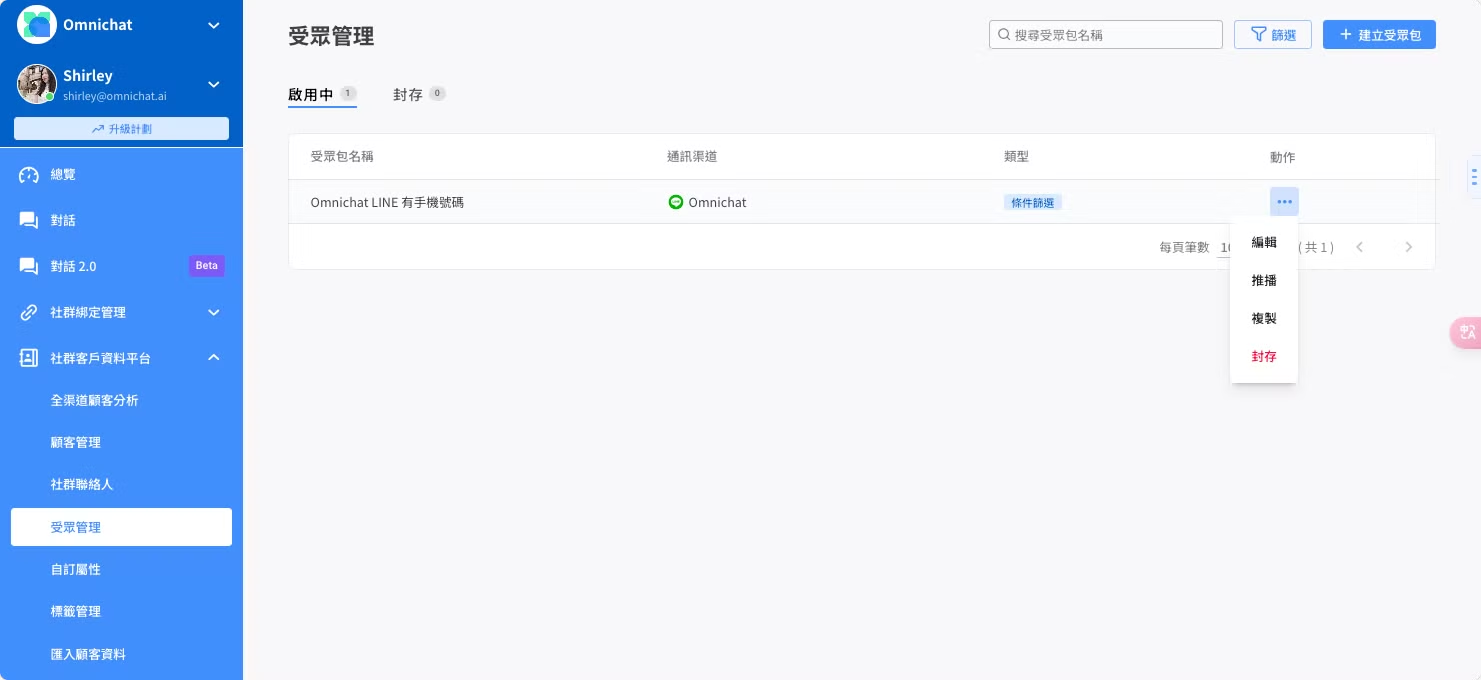 Omnichat
Shirley
shirley@omnichat.ai
升級計劃
總覽
對話
對話 2.0 Beta
社群綁定管理
社群客戶資料平台
全渠道顧客分析
顧客管理
社群聯絡人
受眾管理
自訂屬性
標籤管理
匯入顧客資料
受眾管理
搜尋受眾包名稱
篩選
建立受眾包
啟用中 1
封存 0
受眾包名稱 通訊渠道 類型 動作
Omnichat LINE 有手機號碼 Omnichat 條件篩選
每頁筆數 ( 共 1 )
編輯
推播
複製
封存